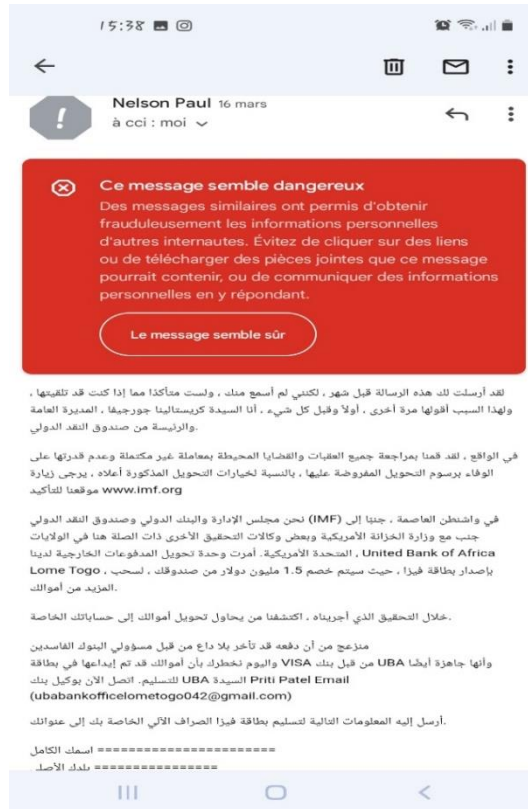 15:38
Nelson Paul 16 mars
à cci : moi
Ce message semble dangereux
Des messages similaires ont permis d'obtenir
frauduleusement les informations personnelles
d'autres internautes. Évitez de cliquer sur des liens
ou de télécharger des pièces jointes que ce message
pourrait contenir, ou de communiquer des informations
personnelles en y répondant.
Le message semble sûr
لقد أرسلت لك هذه الرسالة قبل شهر ، لكنني لم أسمع منك ، ولست متأكدًا مما إذا كنت قد تلقيتها ،
ولهذا السبب أقولها مرة أخرى ، أولاً وقبل كل شيء ، أنا السيدة كريستالينا جورجيفا ، المديرة العامة
والرئيسة من صندوق النقد الدولي.
في الواقع ، لقد قمنا بمراجعة جميع العقبات والقضايا المحيطة بمعاملة غير مكتملة وعدم قدرتها على
الوفاء برسوم التحويل المفروضة عليها ، بالنسبة لخيارات التحويل المذكورة أعلاه ، يرجى زيارة
موقعنا للتأكيد www.imf.org
في واشنطن العاصمة ، جنبًا إلى (IMF) نحن مجلس الإدارة والبنك الدولي وصندوق النقد الدولي
جنب مع وزارة الخزانة الأمريكية وبعض وكالات التحقيق الأخرى ذات الصلة هنا في الولايات
United Bank of Africa ، المتحدة الأمريكية. أمرت وحدة تحويل المدفوعات الخارجية لدينا
Lome Togo ، بإصدار بطاقة فيزا ، حيث سيتم خصم 1.5 مليون دولار من صندوقك ، لسحب
المزيد من أموالك.
خلال التحقيق الذي أجريناه ، اكتشفنا من يحاول تحويل أموالك إلى حساباتك الخاصة.
منزعج من أن دفعه قد تأخر بلا داع من قبل مسؤولي البنوك الفاسدين
وأنها جاهزة أيضًا UBA من قبل بنك VISA واليوم نخطرك بأن أموالك قد تم إيداعها في بطاقة
Priti Patel Email السيدة UBA للتسليم. اتصل الآن بوكيل بنك
(ubabankofficelometogo042@gmail.com)
أرسل إليه المعلومات التالية لتسليم بطاقة فيزا الصراف الآلي الخاصة بك إلى عنوانك.
======================= اسمك الكامل
================ بلدك الأصلي